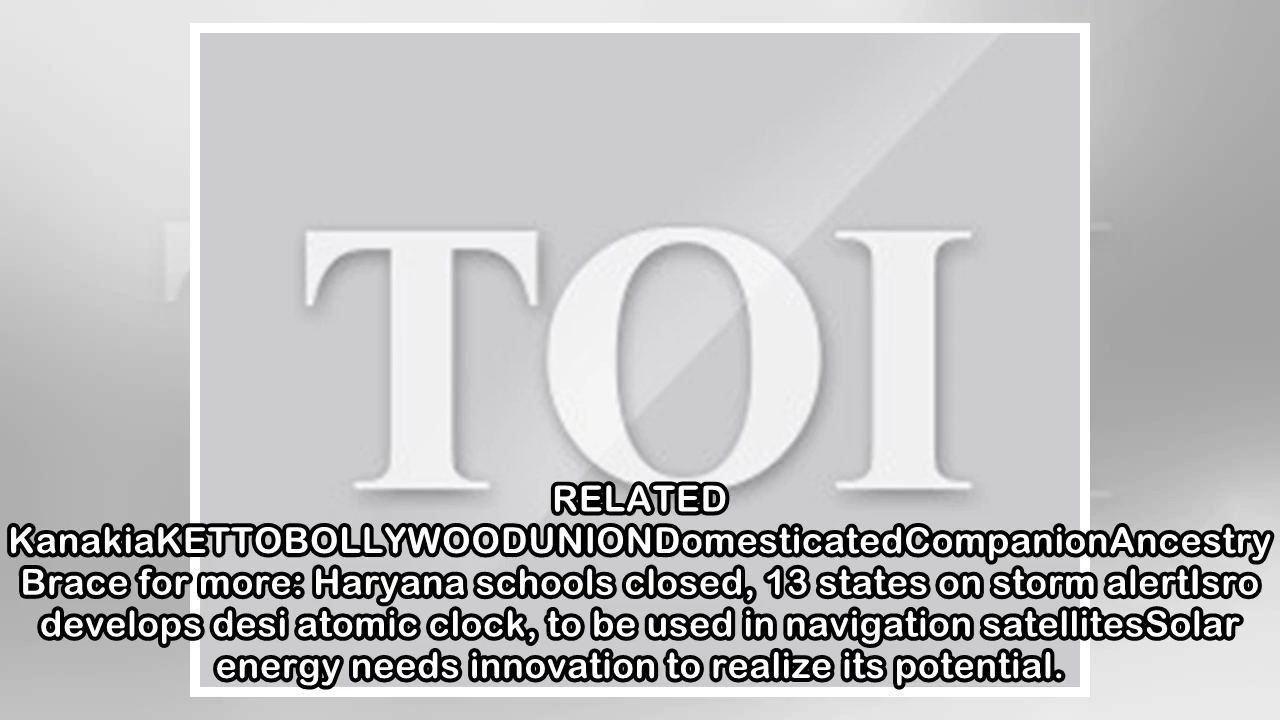 TOI
RELATED
KanakiaKETTOBOLLYWOODUNIONDomesticatedCompanionAncestry
Brace for more: Haryana schools closed, 13 states on storm alertIsro
develops desi atomic clock, to be used in navigation satellitesSolar
energy needs innovation to realize its potential.